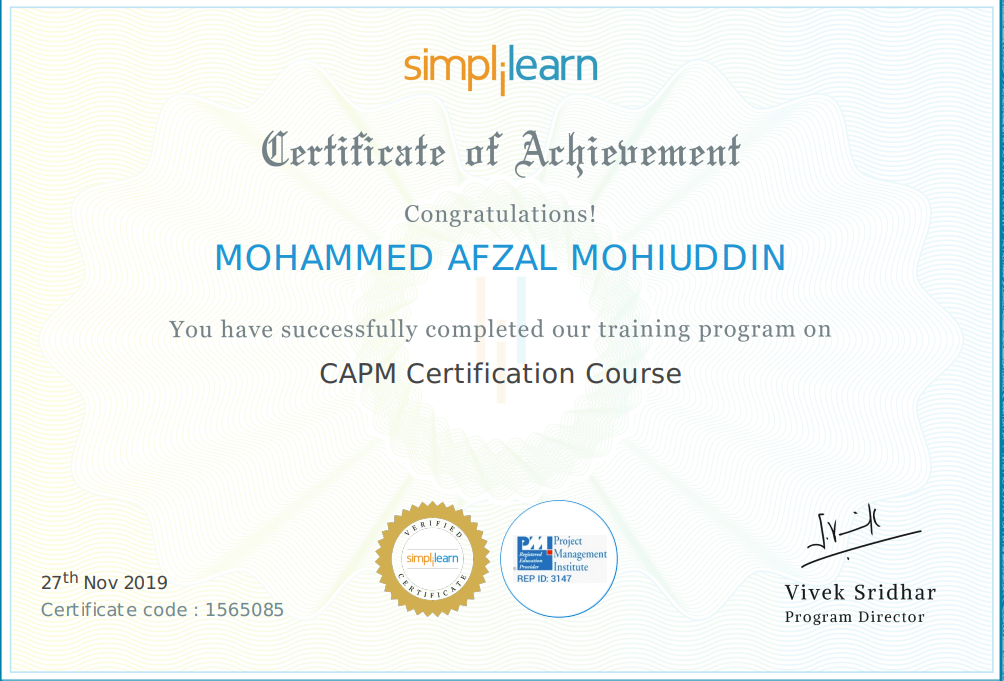 simplilearn
Certificate of Achievement
Congratulations!
MOHAMMED AFZAL MOHIUDDIN
You have successfully completed our training program on
CAPM Certification Course
VERIFIED
simplilearn
CERTIFICATE
PMI
Registered
Education
Provider
Project
Management
Institute
REP ID: 3147
27th Nov 2019
Certificate code : 1565085
Vivek Sridhar
Program Director